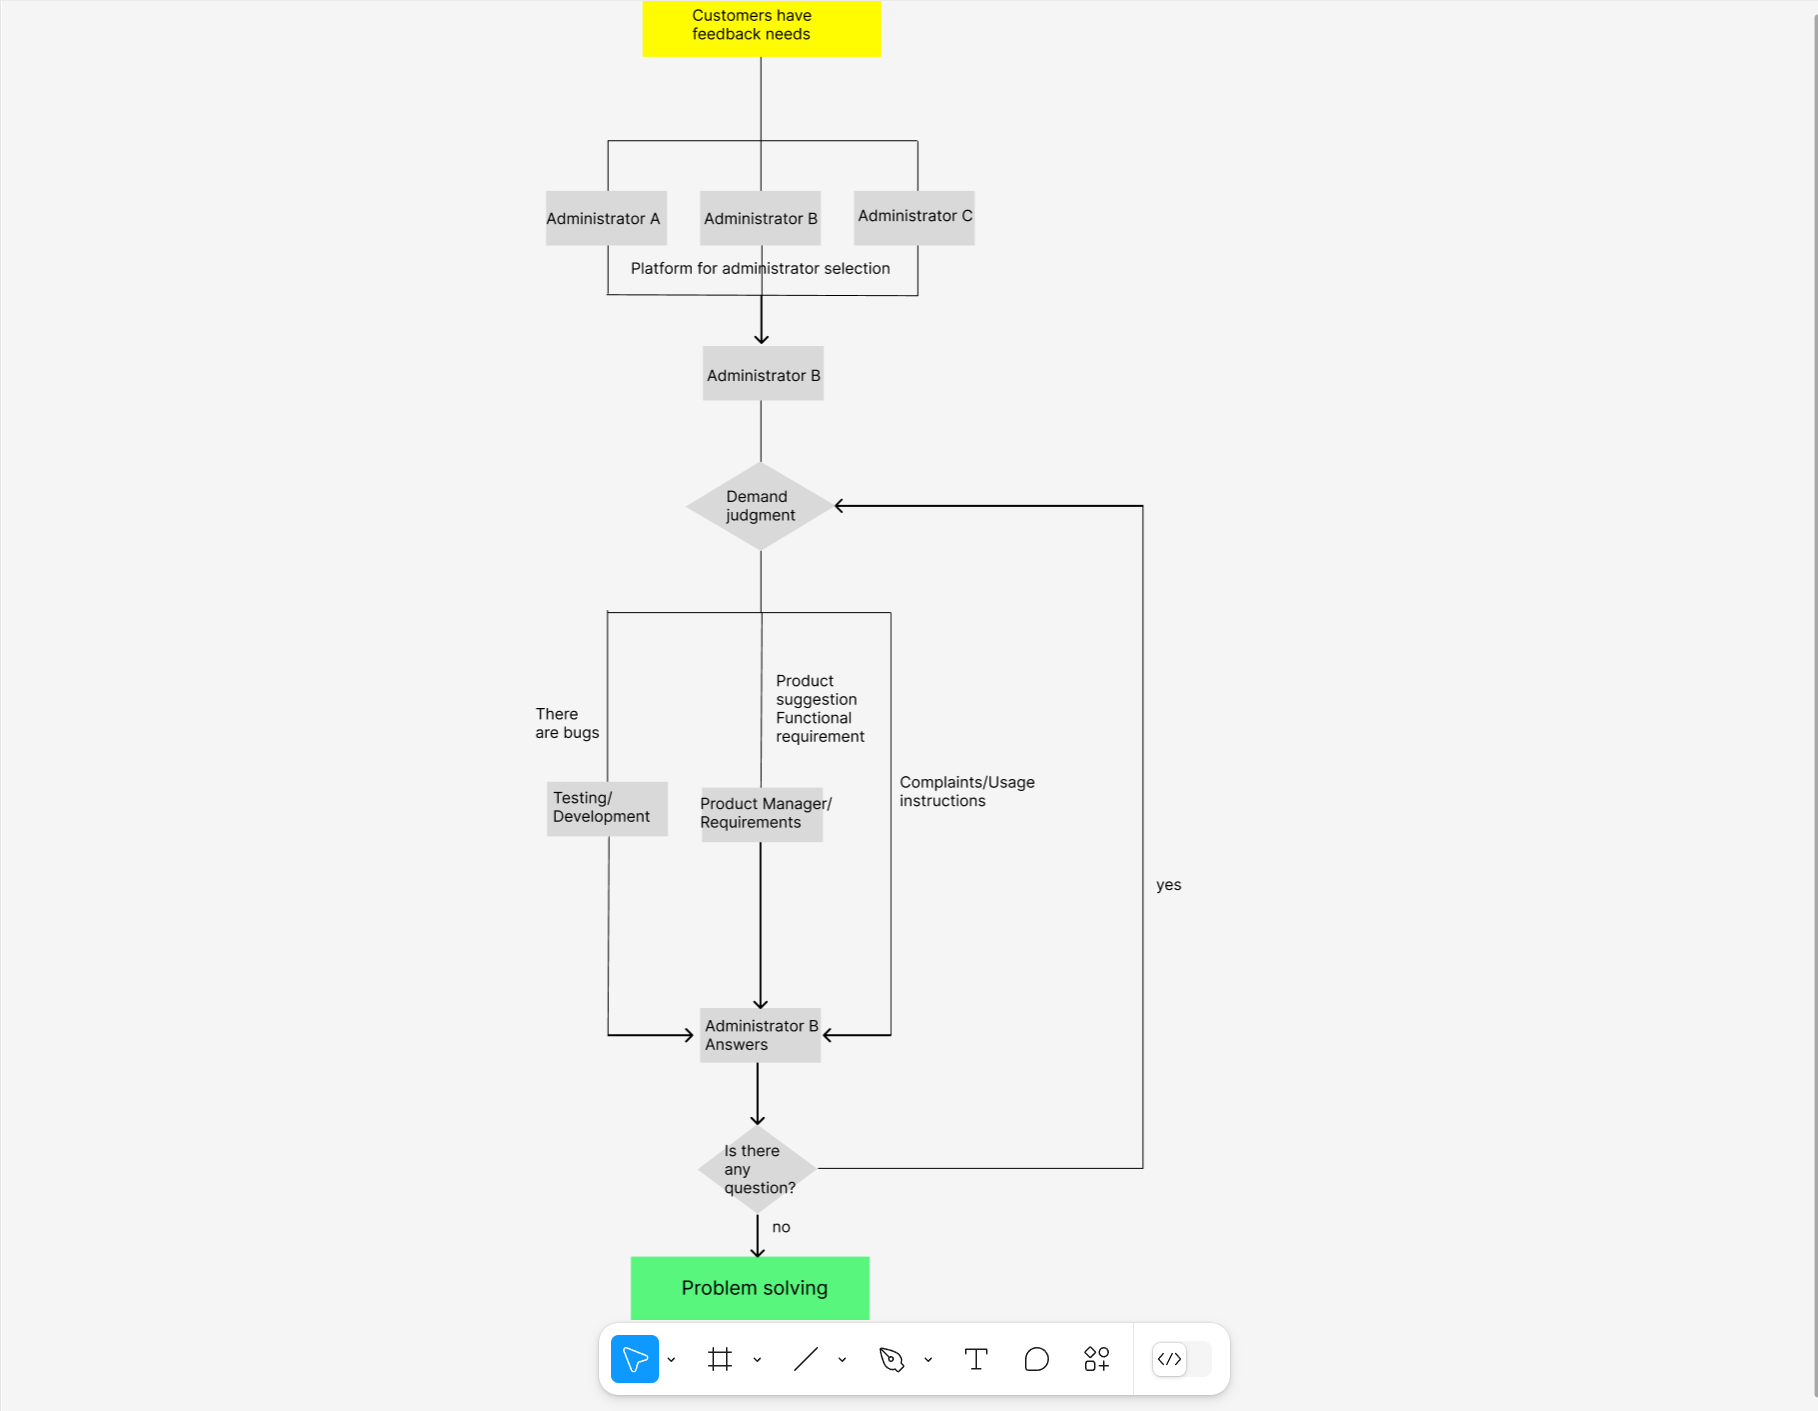 Customers have
feedback needs
Administrator A
Administrator B
Administrator C
Platform for administrator selection
Administrator B
Demand
judgment
There
are bugs
Product
suggestion
Functional
requirement
Complaints/Usage
instructions
Testing/
Development
Product Manager/
Requirements
yes
Administrator B
Answers
Is there
any
question?
no
Problem solving